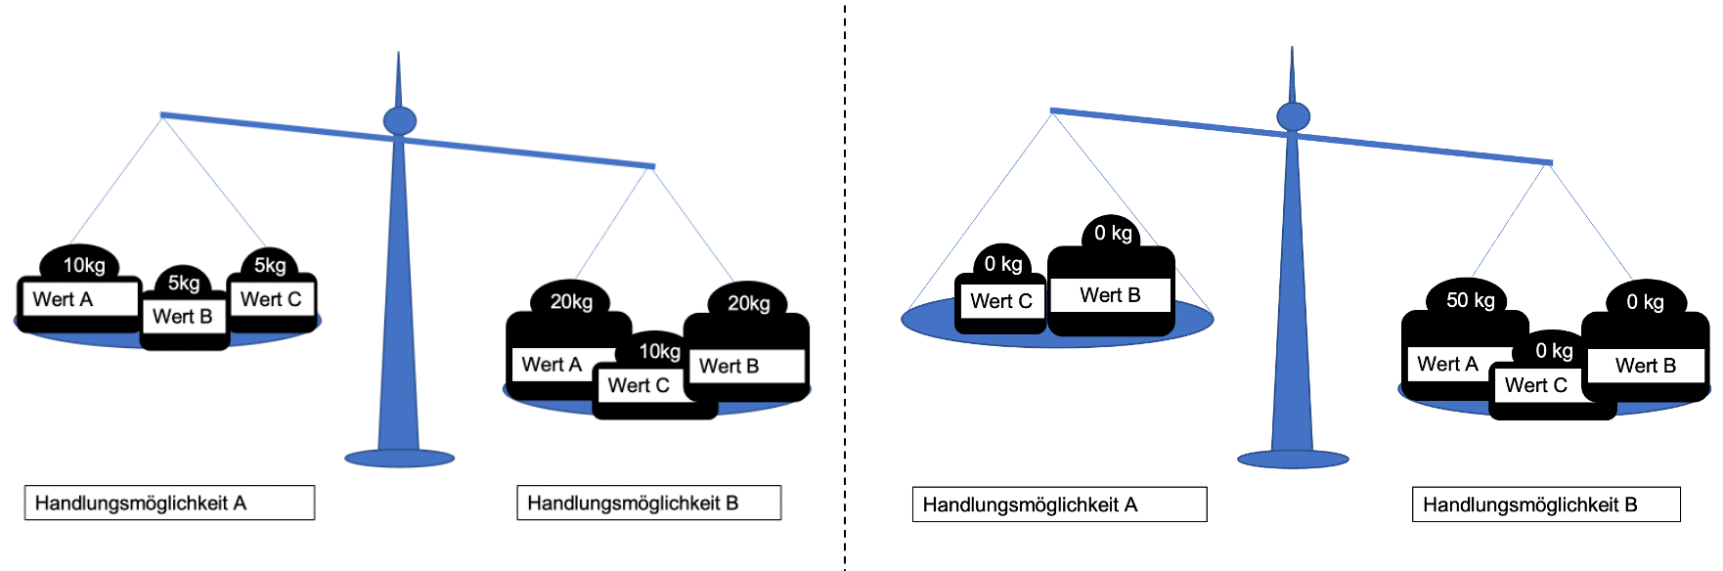 10kg
Wert A
5kg
Wert B
5kg
Wert C
20kg
Wert A
10kg
Wert C
20kg
Wert B
Handlungsmöglichkeit A
Handlungsmöglichkeit B
0 kg
Wert C
0 kg
Wert B
50 kg
Wert A
0 kg
Wert C
0 kg
Wert B
Handlungsmöglichkeit A
Handlungsmöglichkeit B